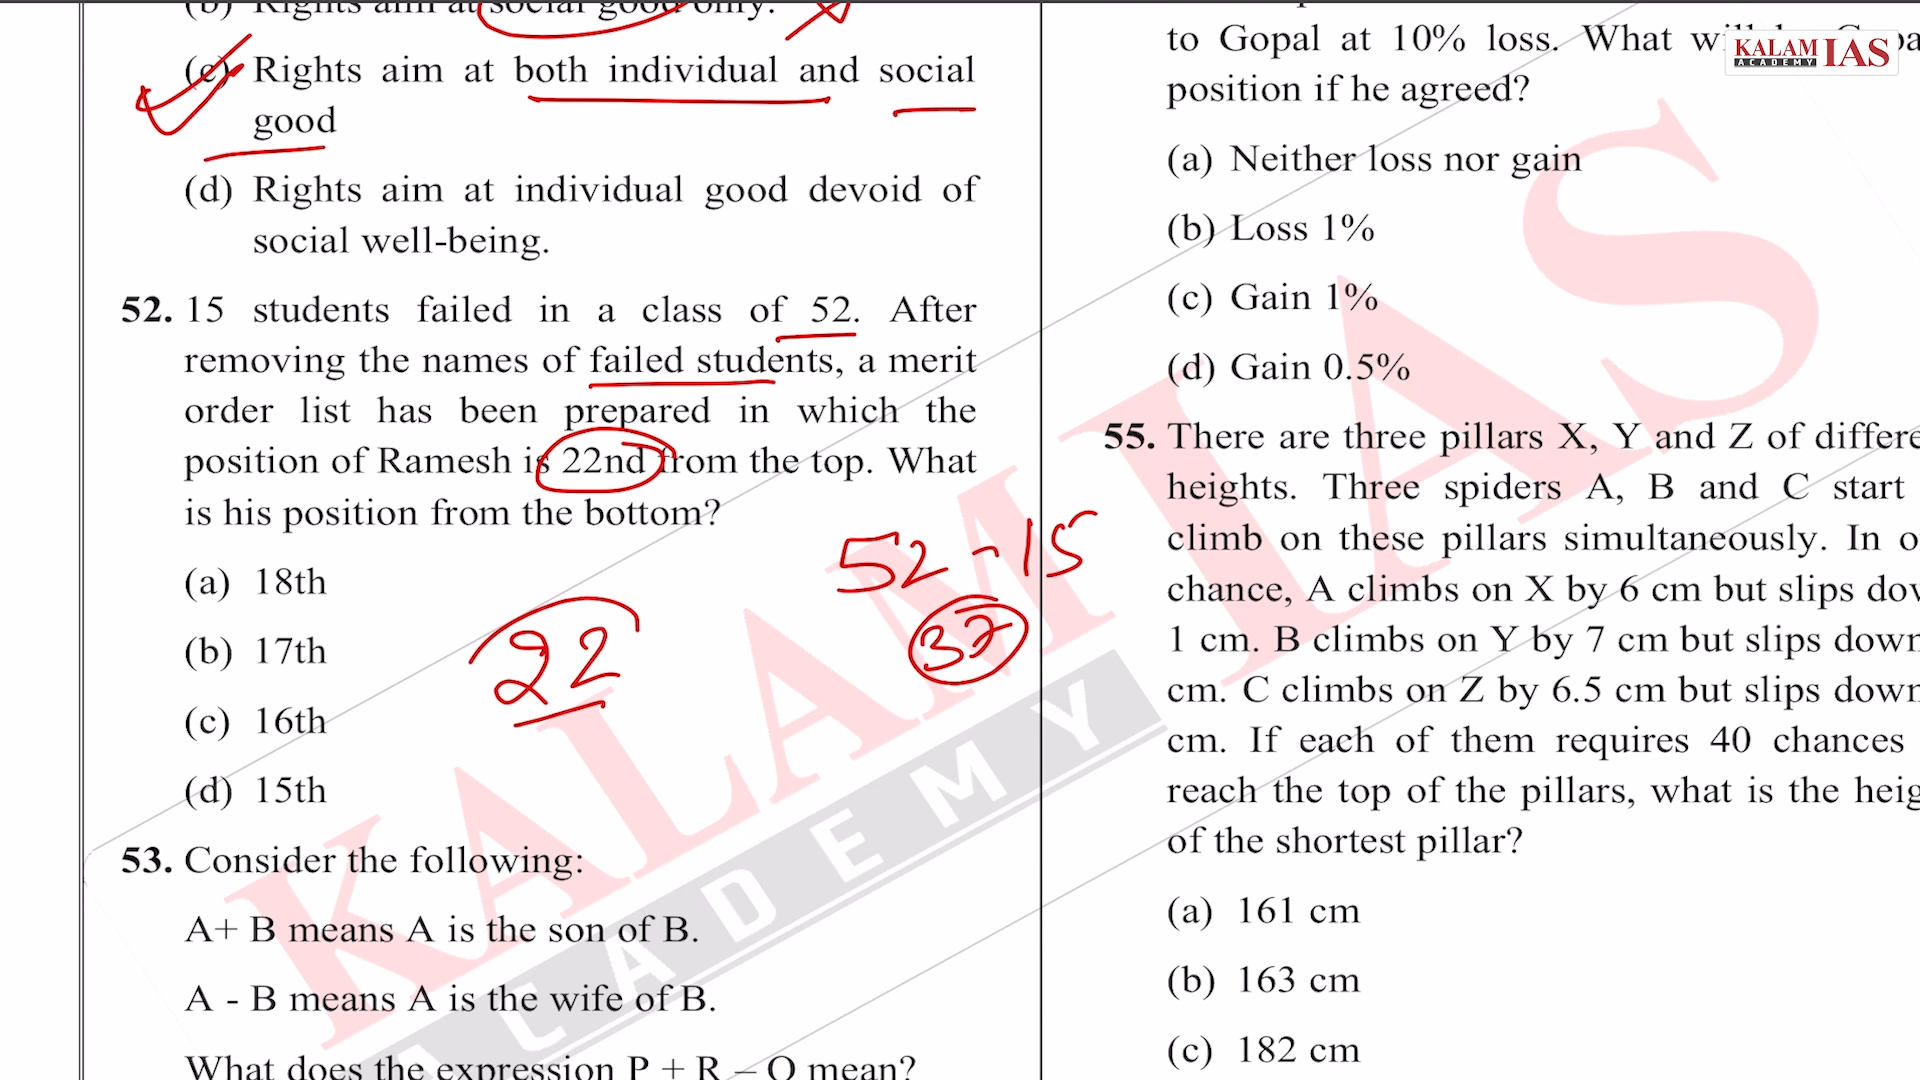 (b) Rights aim at social good only.
(c) Rights aim at both individual and social
good
(d) Rights aim at individual good devoid of
social well-being.
52. 15 students failed in a class of 52. After
removing the names of failed students, a merit
order list has been prepared in which the
position of Ramesh is 22nd from the top. What
is his position from the bottom?
(a) 18th
(b) 17th
(c) 16th
(d) 15th
22
52 - 15
37
53. Consider the following:
A+ B means A is the son of B.
A - B means A is the wife of B.
What does the expression P + R – Q mean?
to Gopal at 10% loss. What
position if he agreed?
(a) Neither loss nor gain
(b) Loss 1%
(c) Gain 1%
(d) Gain 0.5%
55. There are three pillars X, Y and Z of differe
heights. Three spiders A, B and C start
climb on these pillars simultaneously. In o
chance, A climbs on X by 6 cm but slips dow
1 cm. B climbs on Y by 7 cm but slips down
cm. C climbs on Z by 6.5 cm but slips down
cm. If each of them requires 40 chances
reach the top of the pillars, what is the heig
of the shortest pillar?
(a) 161 cm
(b) 163 cm
(c) 182 cm
KALAM IAS
ACADEMY
KALAM IAS
ACADEMY